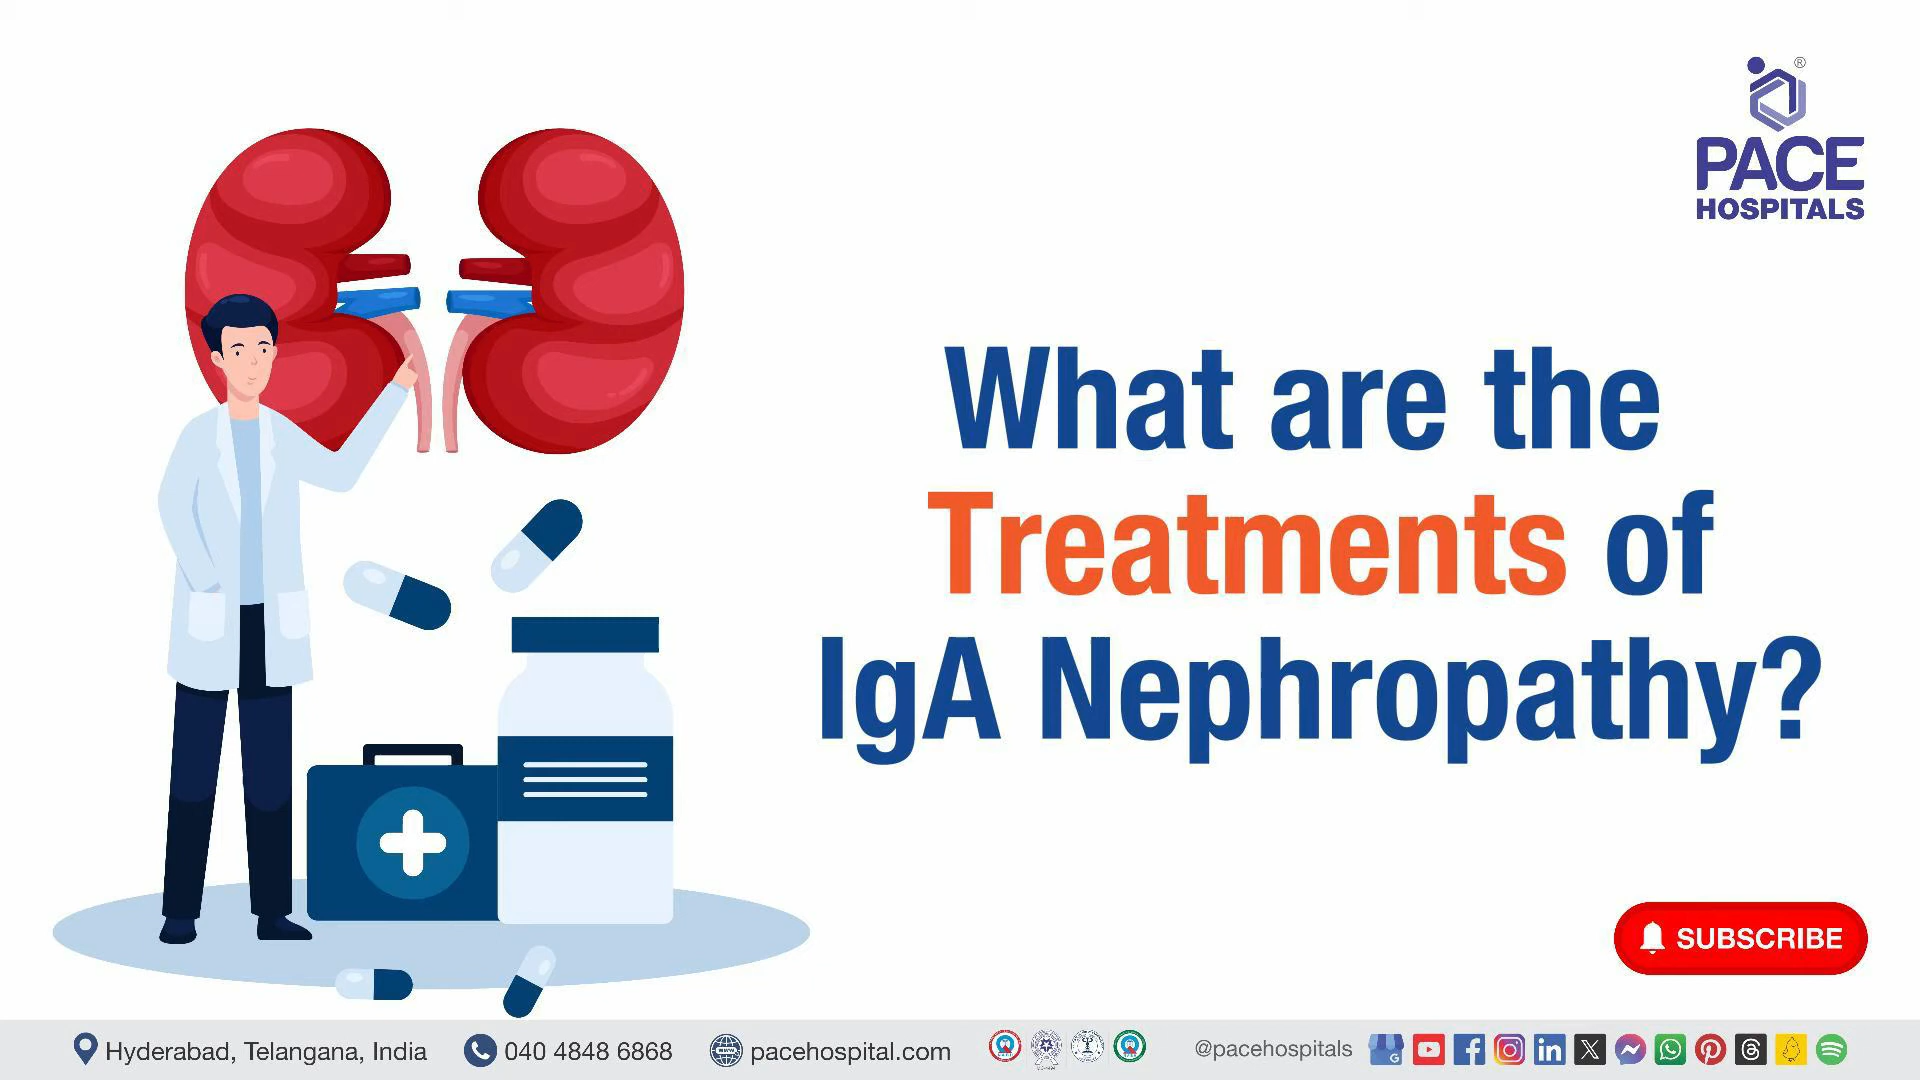 ®
PACE
HOSPITALS
What are the
Treatments of
IgA Nephropathy?
SUBSCRIBE
Hyderabad, Telangana, India
040 4848 6868
pacehospital.com
@pacehospitals